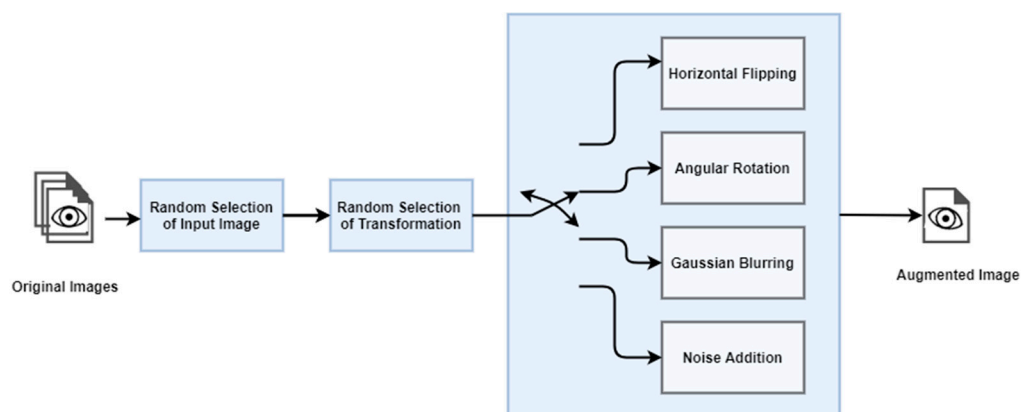 Original Images
Random Selection
of Input Image
Random Selection
of Transformation
Horizontal Flipping
Angular Rotation
Gaussian Blurring
Noise Addition
Augmented Image